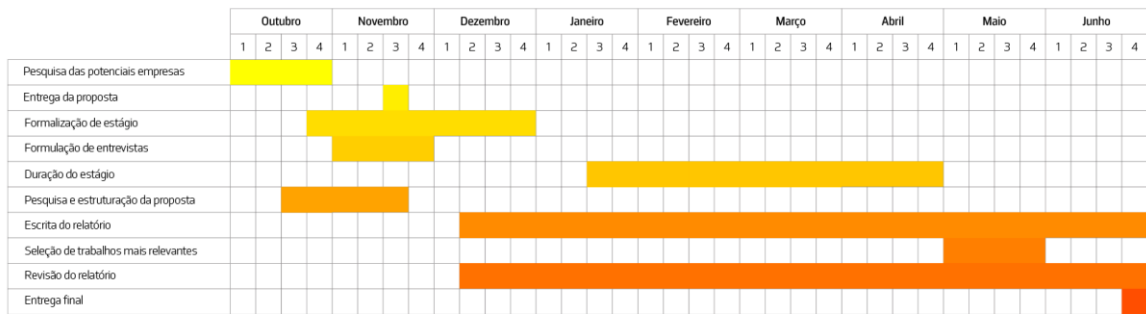 Outubro Novembro Dezembro Janeiro Fevereiro Março Abril Maio Junho
1 2 3 4 1 2 3 4 1 2 3 4 1 2 3 4 1 2 3 4 1 2 3 4 1 2 3 4 1 2 3 4 1 2 3 4
Pesquisa das potenciais empresas
Entrega da proposta
Formalização de estágio
Formulação de entrevistas
Duração do estágio
Pesquisa e estruturação da proposta
Escrita do relatório
Seleção de trabalhos mais relevantes
Revisão do relatório
Entrega final